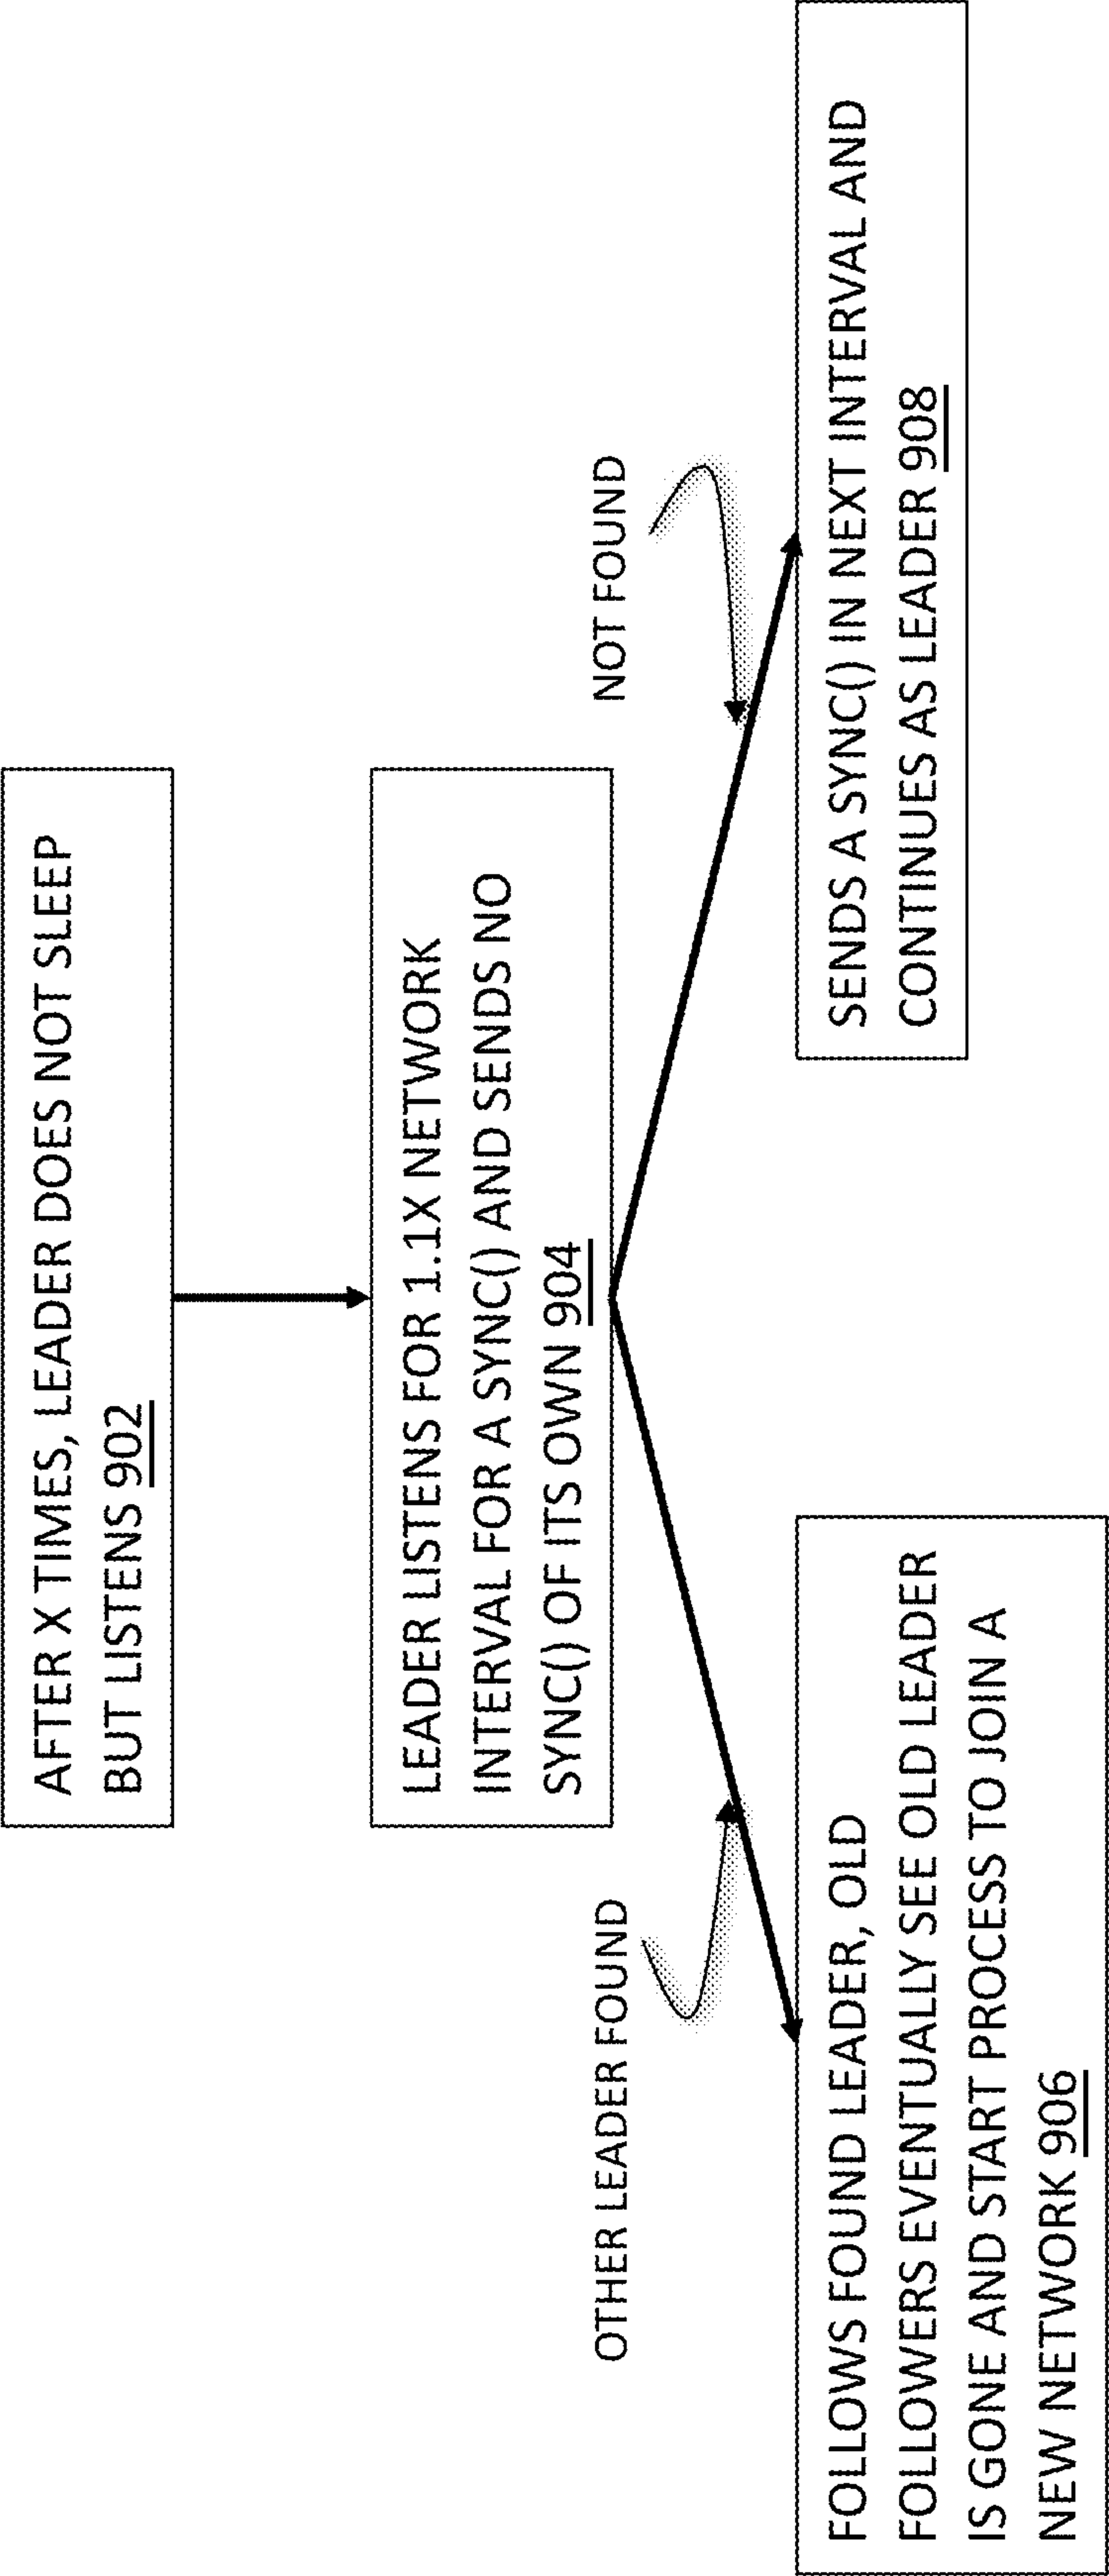 AFTER X TIMES, LEADER DOES NOT SLEEP
BUT LISTENS 902
LEADER LISTENS FOR 1.1X NETWORK
INTERVAL FOR A SYNC() AND SENDS NO
SYNC() OF ITS OWN 904
OTHER LEADER FOUND
NOT FOUND
FOLLOWS FOUND LEADER, OLD
FOLLOWERS EVENTUALLY SEE OLD LEADER
IS GONE AND START PROCESS TO JOIN A
NEW NETWORK 906
SENDS A SYNC() IN NEXT INTERVAL AND
CONTINUES AS LEADER 908